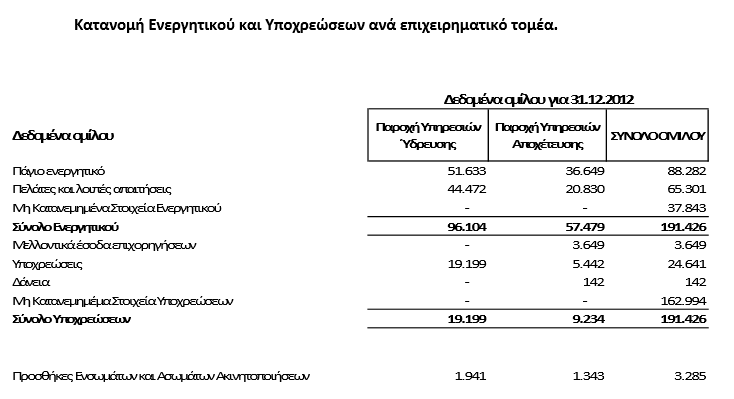 Κατανομή Ενεργητικού και Υποχρεώσεων ανά επιχειρηματικό τομέα.
Δεδομένα ομίλου για 31.12.2012
Δεδομένα ομίλου Παροχή Υπηρεσιών Ύδρευσης Παροχή Υπηρεσιών Αποχέτευσης ΣΥΝΟΛΟ ΟΜΙΛΟΥ
Πάγιο ενεργητικό 51.633 36.649 88.282
Πελάτες και λοιπές απαιτήσεις 44.472 20.830 65.301
Μη Κατανεμημένα Στοιχεία Ενεργητικού - - 37.843
Σύνολο Ενεργητικού 96.104 57.479 191.426
Μελλοντικά έσοδα επιχορηγήσεων - 3.649 3.649
Υποχρεώσεις 19.199 5.442 24.641
Δάνεια - 142 142
Μη Κατανεμημέμα Στοιχεία Υποχρεώσεων - - 162.994
Σύνολο Υποχρεώσεων 19.199 9.234 191.426
Προσθήκες Ενσωμάτων και Ασωμάτων Ακινητοποιήσεων 1.941 1.343 3.285